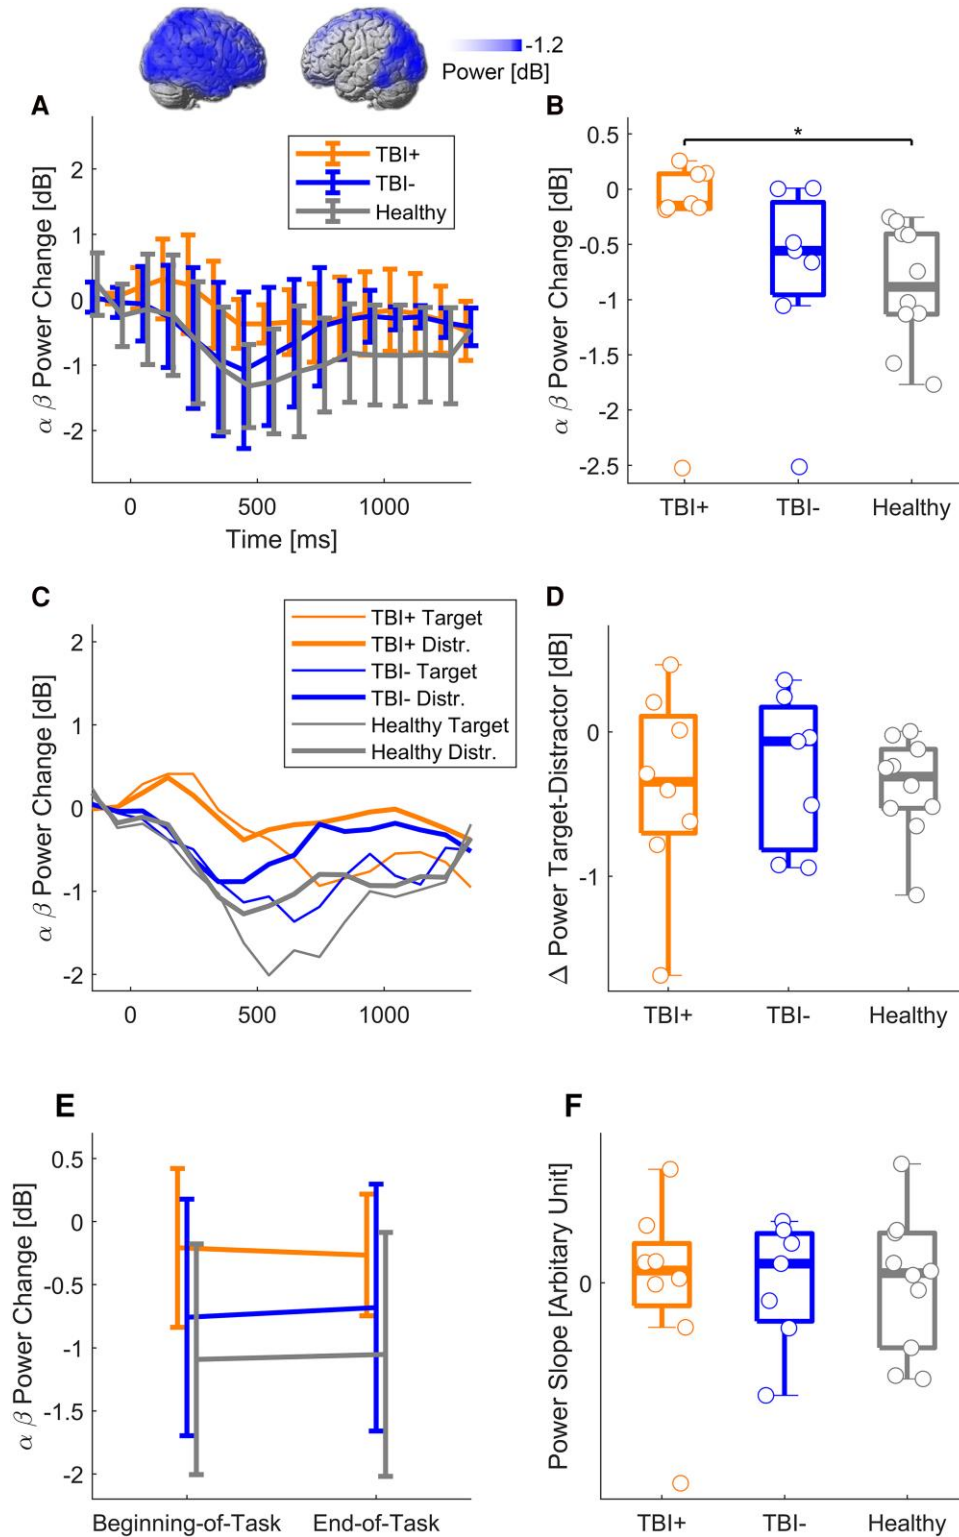 -1.2
Power [dB]
A
α β Power Change [dB]
2
1
0
-1
-2
TBI+
TBI-
Healthy
0
500
1000
Time [ms]
B
α β Power Change [dB]
0.5
0
-0.5
-1
-1.5
-2
-2.5
*
TBI+
TBI-
Healthy
C
α β Power Change [dB]
2
1
0
-1
-2
TBI+ Target
TBI+ Distr.
TBI- Target
TBI- Distr.
Healthy Target
Healthy Distr.
0
500
1000
D
Δ Power Target-Distractor [dB]
0
-1
TBI+
TBI-
Healthy
E
α β Power Change [dB]
0.5
0
-0.5
-1
-1.5
-2
Beginning-of-Task
End-of-Task
F
Power Slope [Arbitary Unit]
0
TBI+
TBI-
Healthy